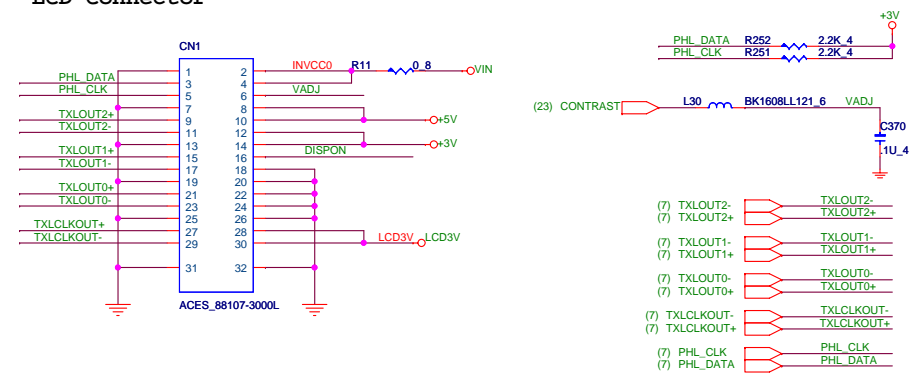 LCD Connector
CN1
1 2 INVCC0 R11 0_8 VIN
PHL_DATA 3 4
PHL_CLK 5 6 VADJ
7 8
TXLOUT2+ 9 10 +5V
TXLOUT2- 11 12
13 14 +3V
TXLOUT1+ 15 16 DISPON
TXLOUT1- 17 18
19 20
TXLOUT0+ 21 22
TXLOUT0- 23 24
25 26
TXLCLKOUT+ 27 28
TXLCLKOUT- 29 30 LCD3V LCD3V
31 32
ACES_88107-3000L
+3V
PHL_DATA R252 2.2K_4
PHL_CLK R251 2.2K_4
(23) CONTRAST L30 BK1608LL121_6 VADJ
C370
.1U_4
(7) TXLOUT2- TXLOUT2-
(7) TXLOUT2+ TXLOUT2+
(7) TXLOUT1- TXLOUT1-
(7) TXLOUT1+ TXLOUT1+
(7) TXLOUT0- TXLOUT0-
(7) TXLOUT0+ TXLOUT0+
(7) TXLCLKOUT- TXLCLKOUT-
(7) TXLCLKOUT+ TXLCLKOUT+
(7) PHL_CLK PHL_CLK
(7) PHL_DATA PHL_DATA